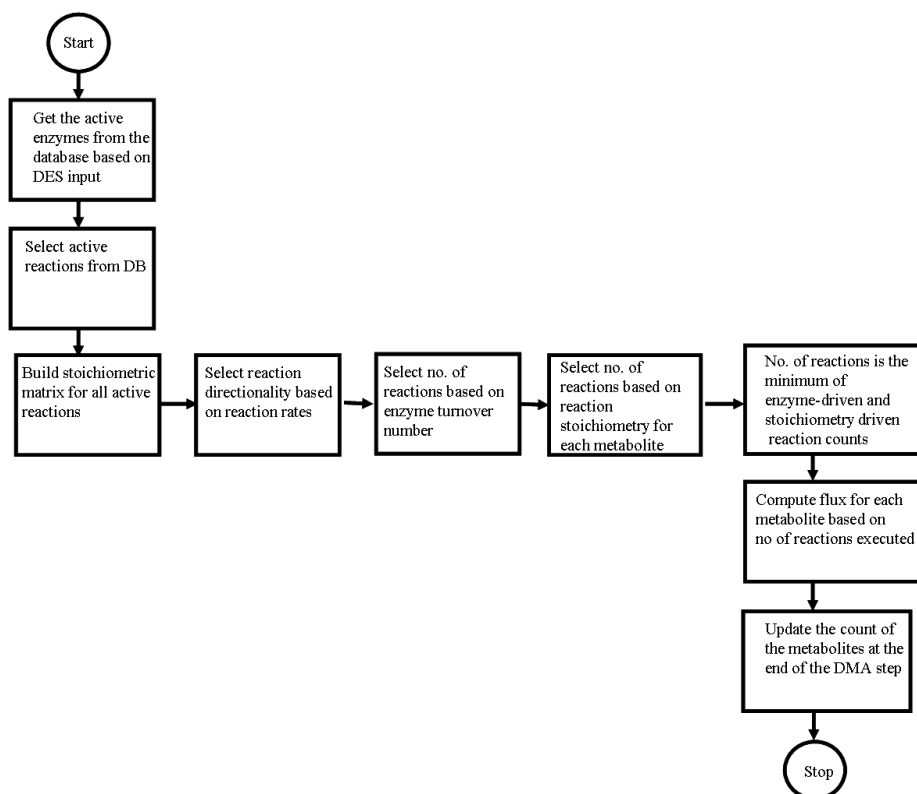 Start
Get the active
enzymes from the
database based on
DES input
Select active
reactions from DB
Build stoichiometric
matrix for all active
reactions
Select reaction
directionality based
on reaction rates
Select no. of
reactions based on
enzyme turnover
number
Select no. of
reactions based on
reaction
stoichiometry for
each metabolite
No. of reactions is the
minimum of
enzyme-driven and
stoichiometry driven
reaction counts
Compute flux for each
metabolite based on
no of reactions executed
Update the count of
the metabolites at the
end of the DMA step
Stop